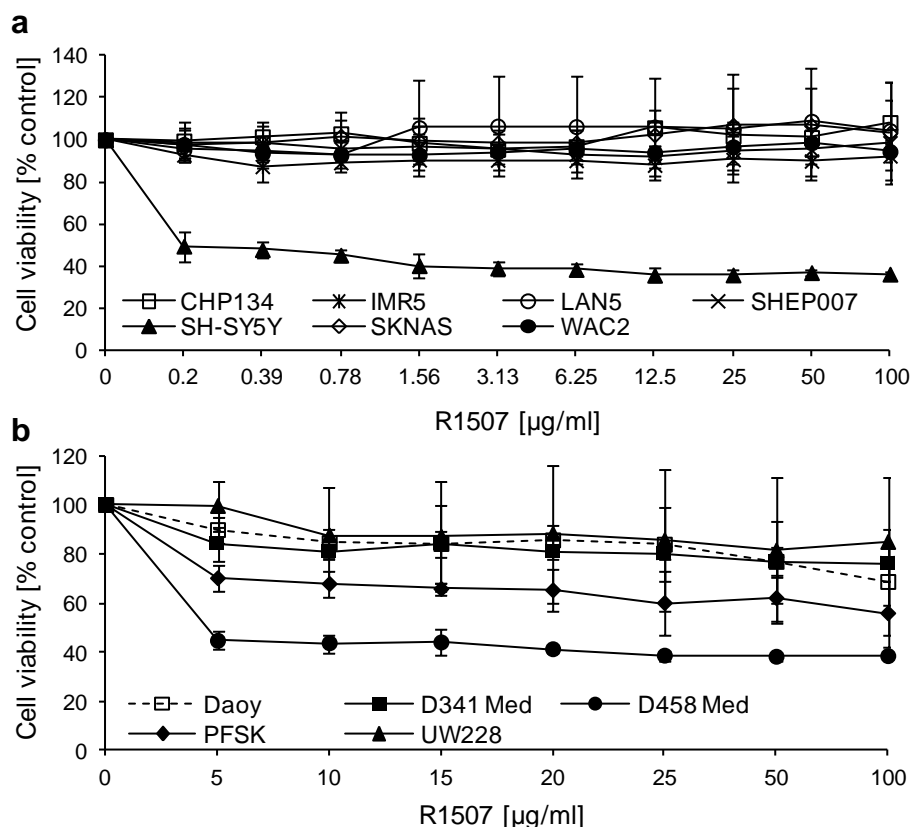 a
140
120
100
80
60
40
20
0
Cell viability [% control]
CHP134 IMR5 LAN5 SHEP007
SH-SY5Y SKNAS WAC2
0 0.2 0.39 0.78 1.56 3.13 6.25 12.5 25 50 100
R1507 [µg/ml]
b
120
100
80
60
40
20
0
Cell viability [% control]
Daoy D341 Med D458 Med
PFSK UW228
0 5 10 15 20 25 50 100
R1507 [µg/ml]